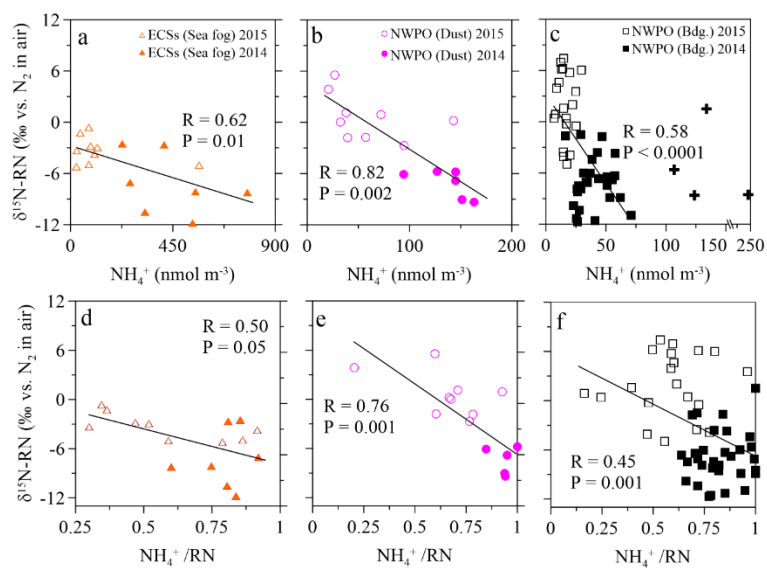 a
ECSs (Sea fog) 2015
ECSs (Sea fog) 2014
R = 0.62
P = 0.01
b
NWPO (Dust) 2015
NWPO (Dust) 2014
R = 0.82
P = 0.002
c
NWPO (Bdg.) 2015
NWPO (Bdg.) 2014
R = 0.58
P < 0.0001
δ¹⁵N-RN (‰ vs. N₂ in air)
12
6
0
-6
-12
0 450 900
0 100 200
0 50 100 150 250
NH₄⁺ (nmol m⁻³)
NH₄⁺ (nmol m⁻³)
NH₄⁺ (nmol m⁻³)
d
R = 0.50
P = 0.05
e
R = 0.76
P = 0.001
f
R = 0.45
P = 0.001
δ¹⁵N-RN (‰ vs. N₂ in air)
12
6
0
-6
-12
0.25 0.5 0.75 1
0 0.25 0.5 0.75 1
0 0.25 0.5 0.75 1
NH₄⁺ /RN
NH₄⁺ /RN
NH₄⁺ /RN